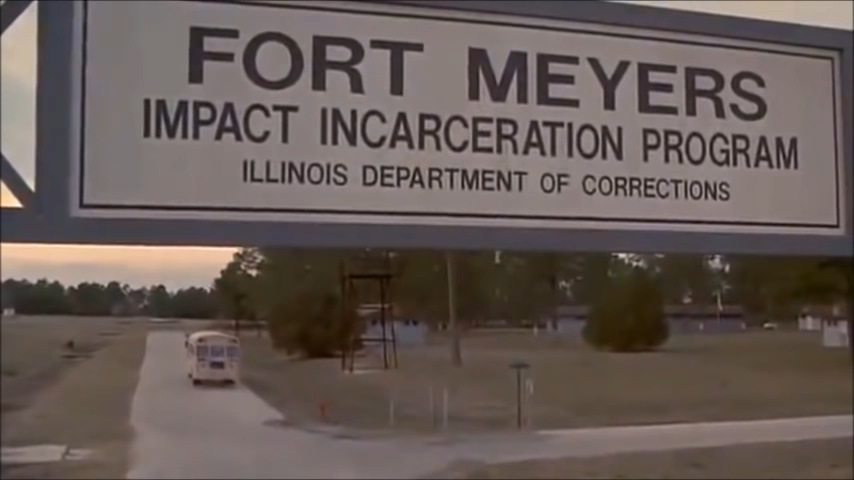 FORT MEYERS
IMPACT INCARCERATION PROGRAM
ILLINOIS DEPARTMENT OF CORRECTIONS